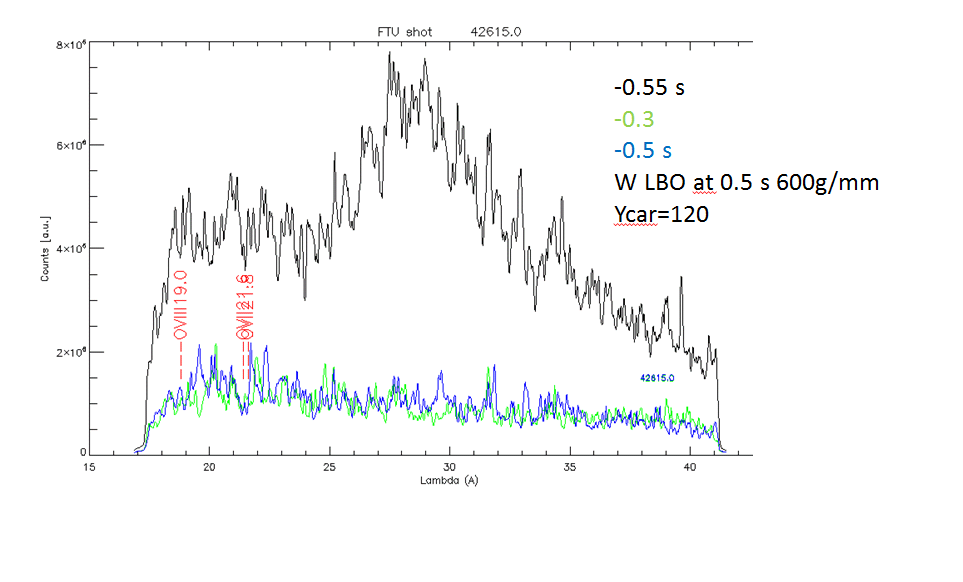 FTU shot 42615.0
8×10⁶
6×10⁶
4×10⁶
2×10⁶
0
Counts [a.u.]
15 20 25 30 35 40
Lambda (A)
OVIII19.0
42615.0
-0.55 s
-0.3
-0.5 s
W LBO at 0.5 s 600g/mm
Ycar=120